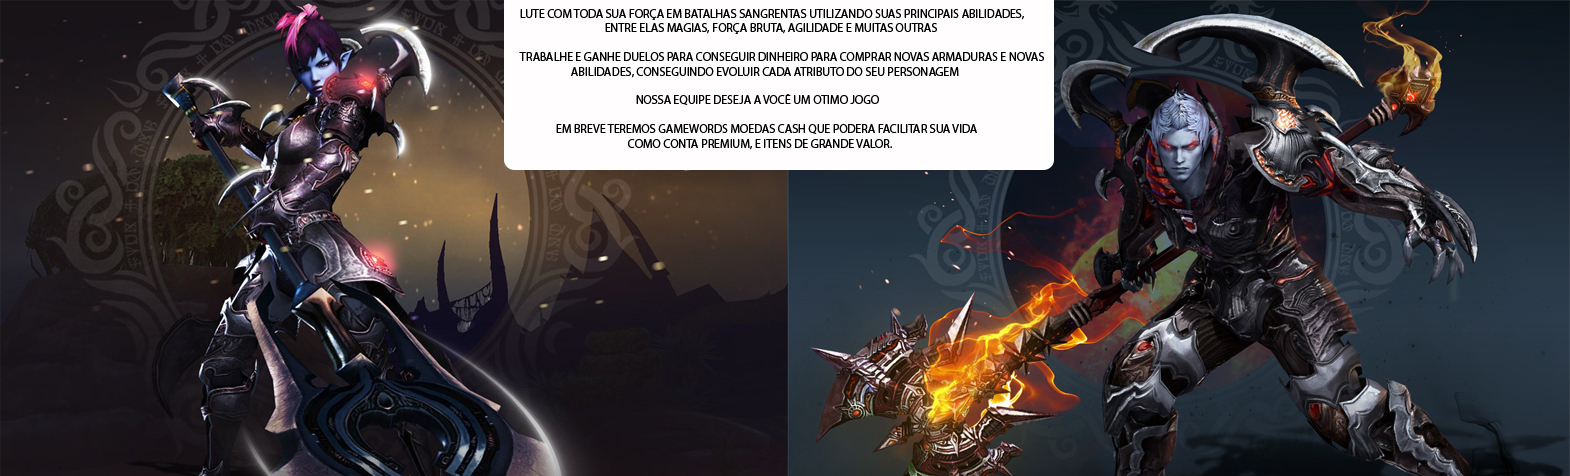 LUTE COM TODA SUA FORÇA EM BATALHAS SANGRENTAS UTILIZANDO SUAS PRINCIPAIS ABILIDADES,
ENTRE ELAS MAGIAS, FORÇA BRUTA, AGILIDADE E MUITAS OUTRAS
TRABALHE E GANHE DUELOS PARA CONSEGUIR DINHEIRO PARA COMPRAR NOVAS ARMADURAS E NOVAS
ABILIDADES, CONSEGUINDO EVOLUIR CADA ATRIBUTO DO SEU PERSONAGEM
NOSSA EQUIPE DESEJA A VOCÊ UM OTIMO JOGO
EM BREVE TEREMOS GAMEWORDS MOEDAS CASH QUE PODERA FACILITAR SUA VIDA
COMO CONTA PREMIUM, E ITENS DE GRANDE VALOR.